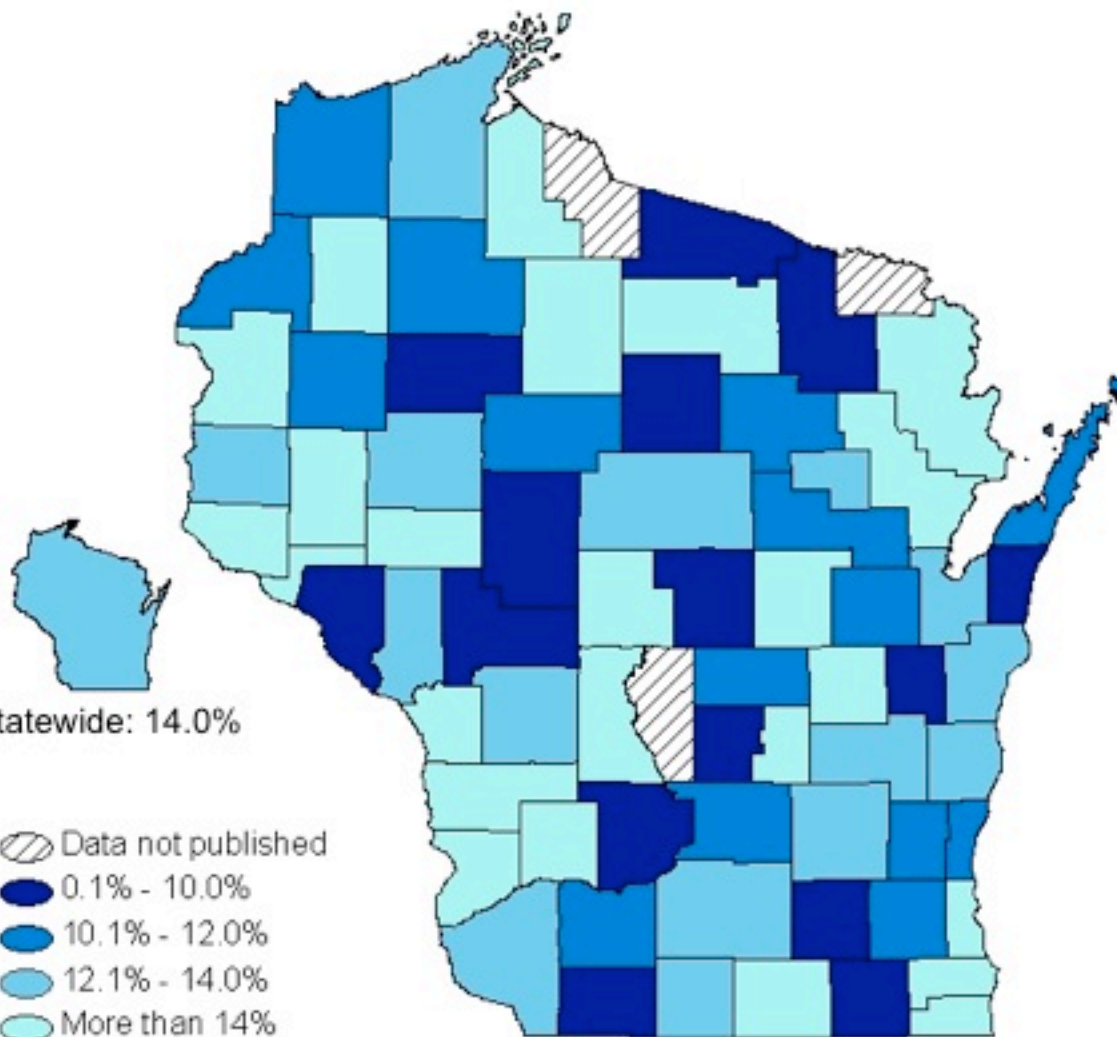 tatewide: 14.0%
Data not published
0.1% - 10.0%
10.1% - 12.0%
12.1% - 14.0%
More than 14%